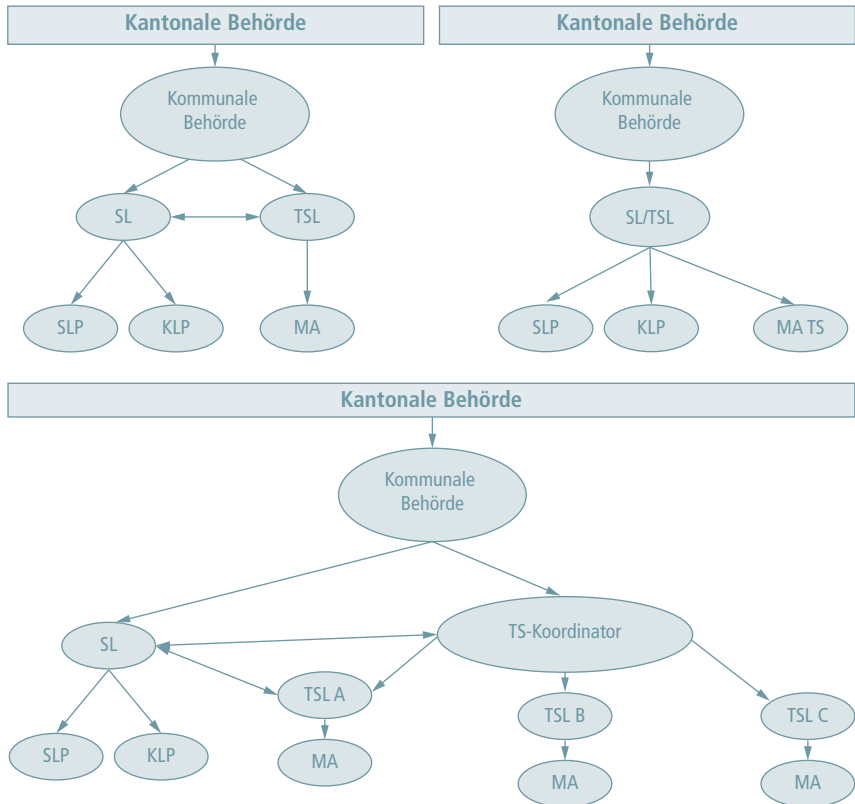 Kantonale Behörde
Kommunale
Behörde
SL
TSL
SLP
KLP
MA
Kantonale Behörde
Kommunale
Behörde
SL/TSL
SLP
KLP
MA TS
Kantonale Behörde
Kommunale
Behörde
SL
TS-Koordinator
TSL A
TSL B
TSL C
SLP
KLP
MA
MA
MA